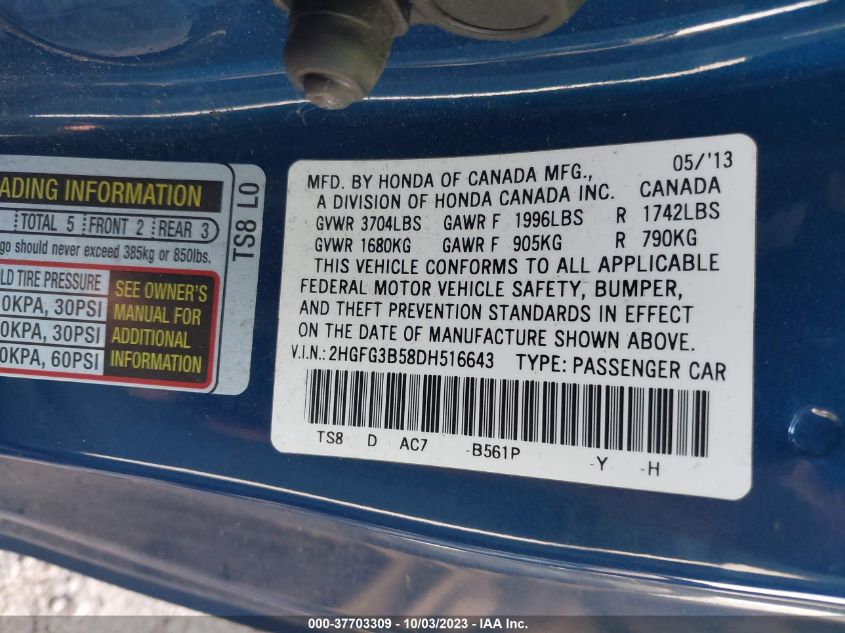 ADING INFORMATION
TOTAL 5 FRONT 2 REAR 3
go should never exceed 385kg or 850lbs.
LD TIRE PRESSURE
0KPA, 30PSI
0KPA, 30PSI
0KPA, 60PSI
SEE OWNER'S
MANUAL FOR
ADDITIONAL
INFORMATION
TS8 L0
MFD. BY HONDA OF CANADA MFG., 05/'13
A DIVISION OF HONDA CANADA INC. CANADA
GVWR 3704LBS GAWR F 1996LBS R 1742LBS
GVWR 1680KG GAWR F 905KG R 790KG
THIS VEHICLE CONFORMS TO ALL APPLICABLE
FEDERAL MOTOR VEHICLE SAFETY, BUMPER,
AND THEFT PREVENTION STANDARDS IN EFFECT
ON THE DATE OF MANUFACTURE SHOWN ABOVE.
V.I.N.: 2HGFG3B58DH516643 TYPE: PASSENGER CAR
TS8 D AC7 -B561P -Y -H
000-37703309 - 10/03/2023 - IAA Inc.